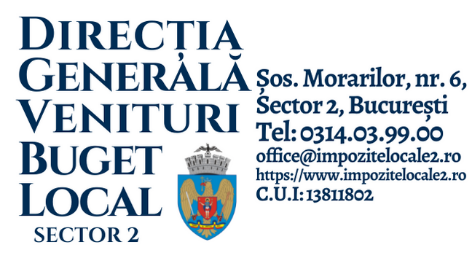 DIRECȚIA
GENERALĂ
VENITURI
BUGET
LOCAL
SECTOR 2
Șos. Morarilor, nr. 6,
Sector 2, București
Tel: 0314.03.99.00
office@impozitelocale2.ro
https://www.impozitelocale2.ro
C.U.I: 13811802